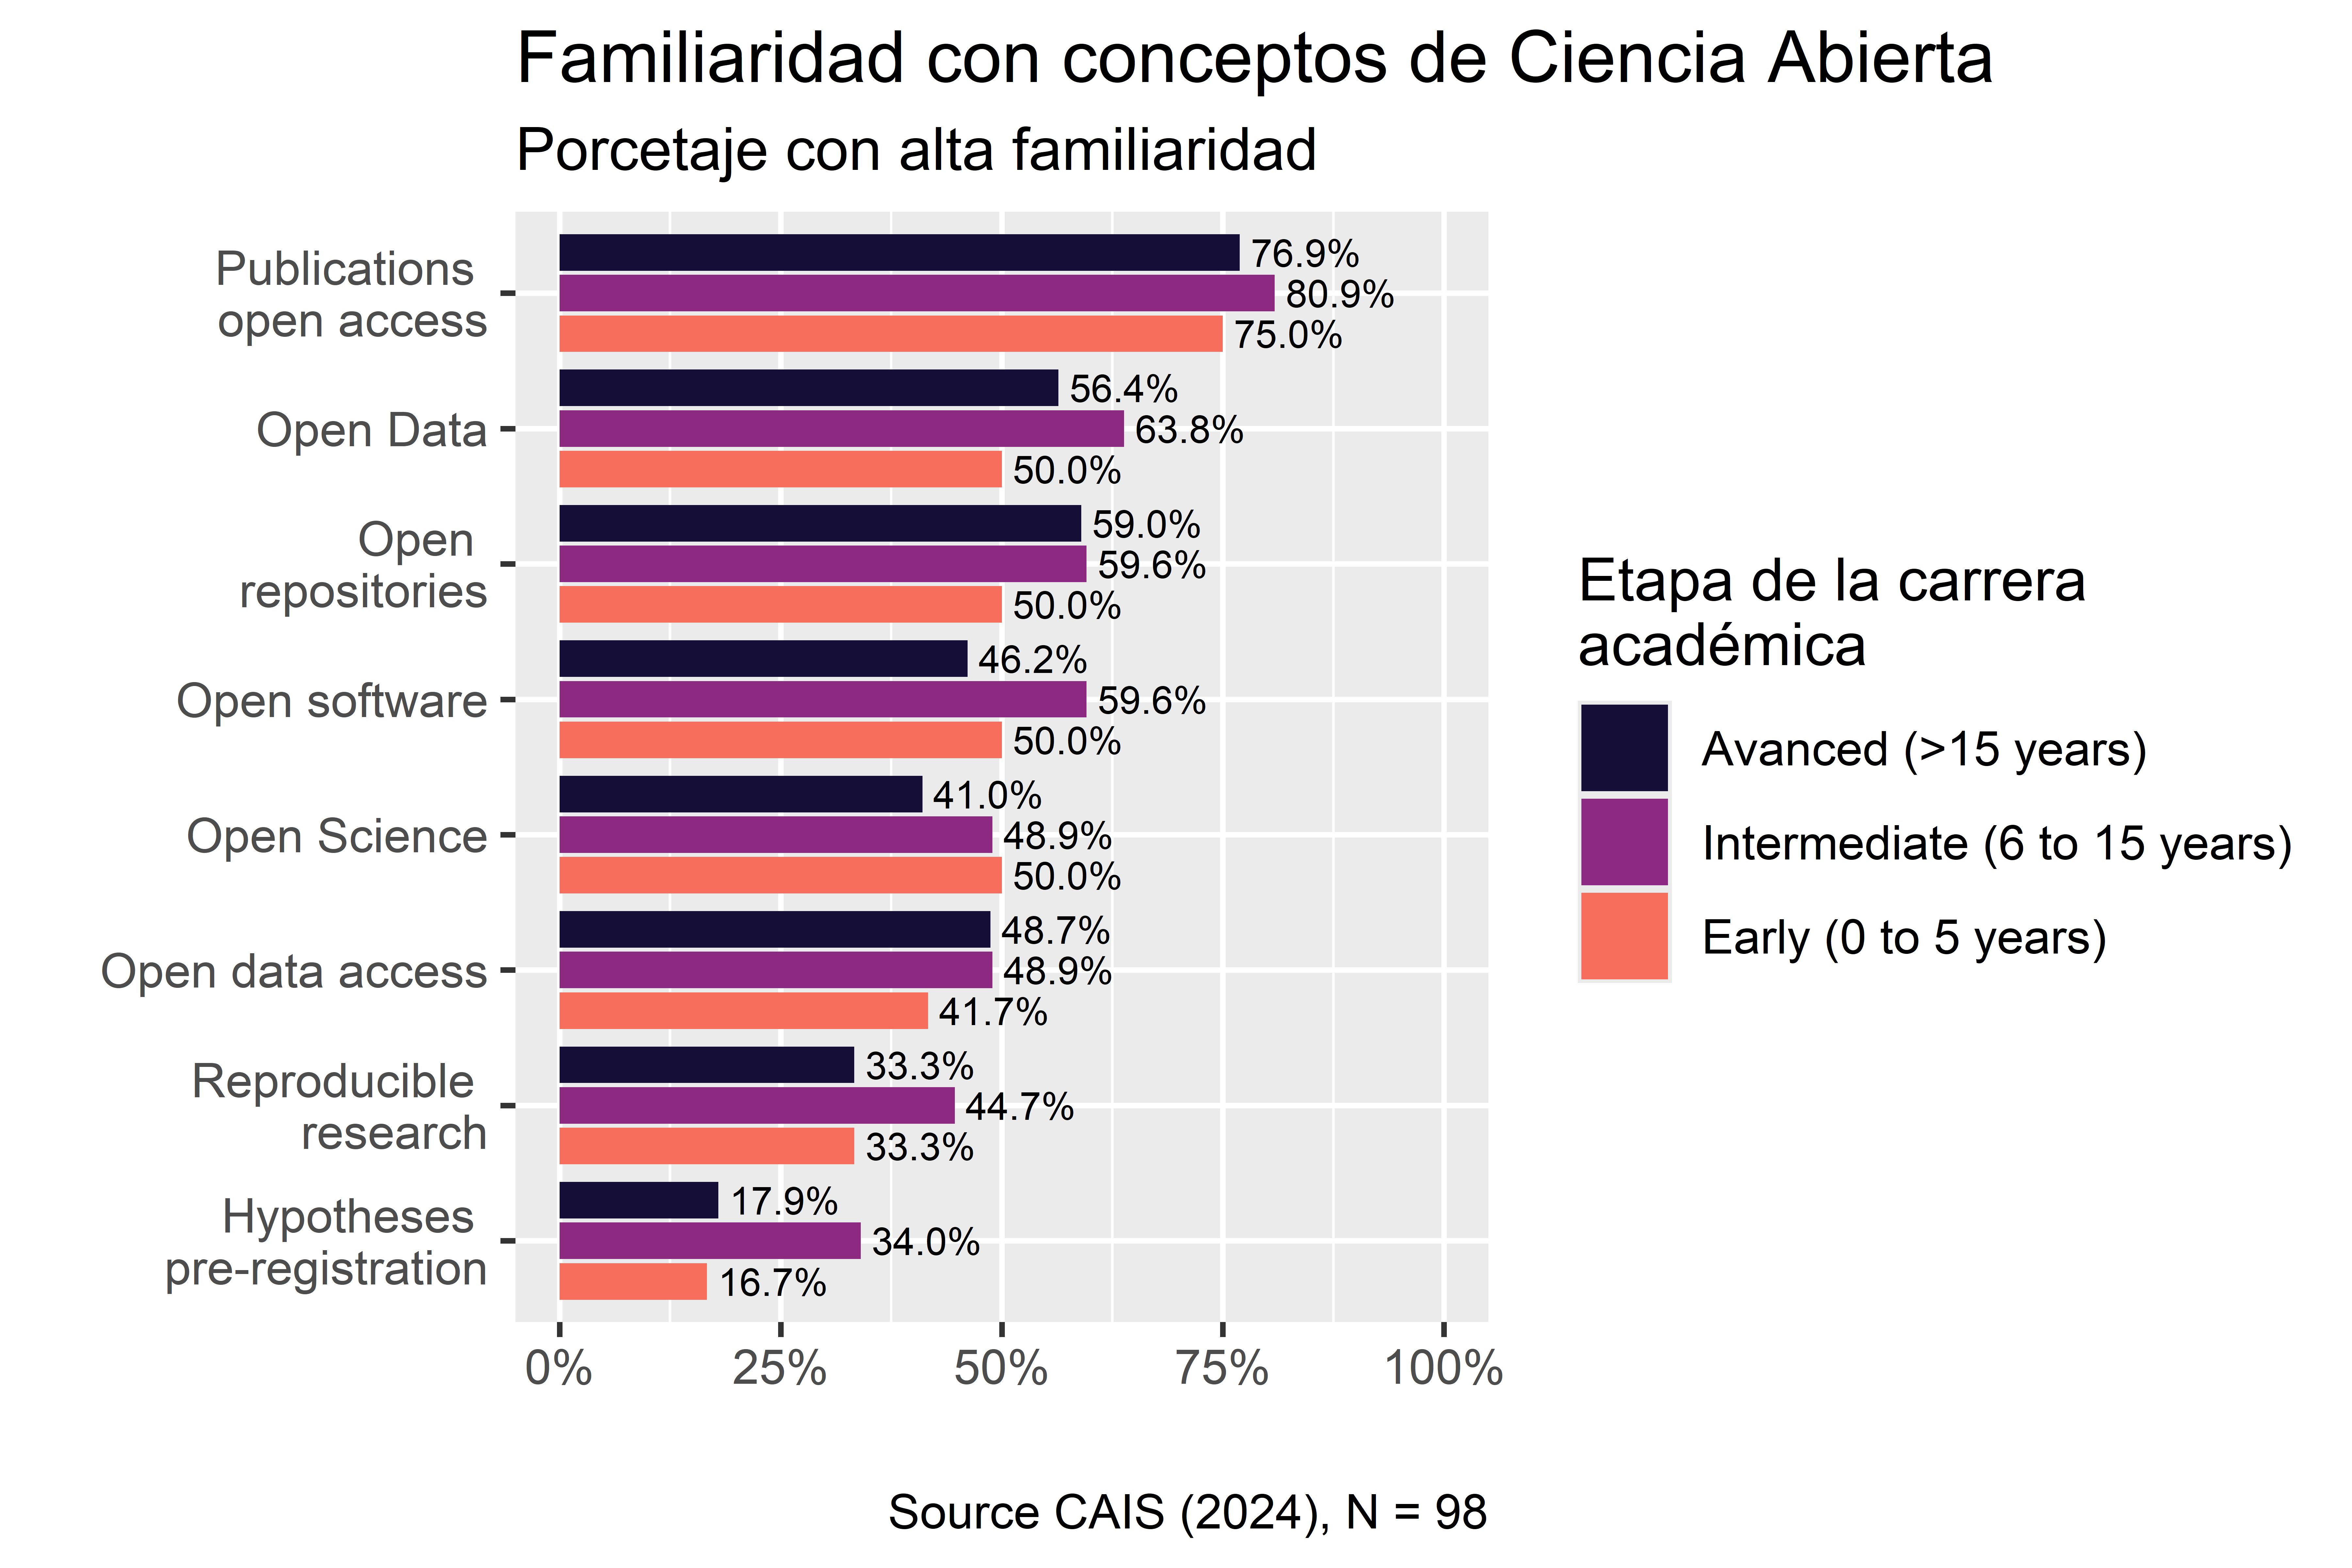 Familiaridad con conceptos de Ciencia Abierta
Porcetaje con alta familiaridad
Publications
open access
76.9%
80.9%
75.0%
Open Data
56.4%
63.8%
50.0%
Open
repositories
59.0%
59.6%
50.0%
Open software
46.2%
59.6%
50.0%
Open Science
41.0%
48.9%
50.0%
Open data access
48.7%
48.9%
41.7%
Reproducible
research
33.3%
44.7%
33.3%
Hypotheses
pre-registration
17.9%
34.0%
16.7%
0% 25% 50% 75% 100%
Etapa de la carrera
académica
Avanced (>15 years)
Intermediate (6 to 15 years)
Early (0 to 5 years)
Source CAIS (2024), N = 98